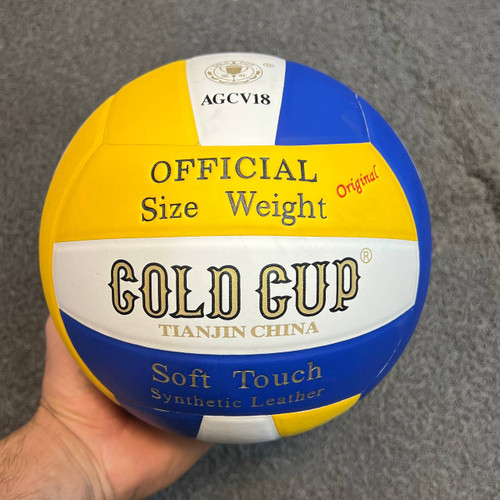 AGCV18
OFFICIAL
Size Weight
Original
GOLD CUP®
TIANJIN CHINA
Soft Touch
Synthetic Leather